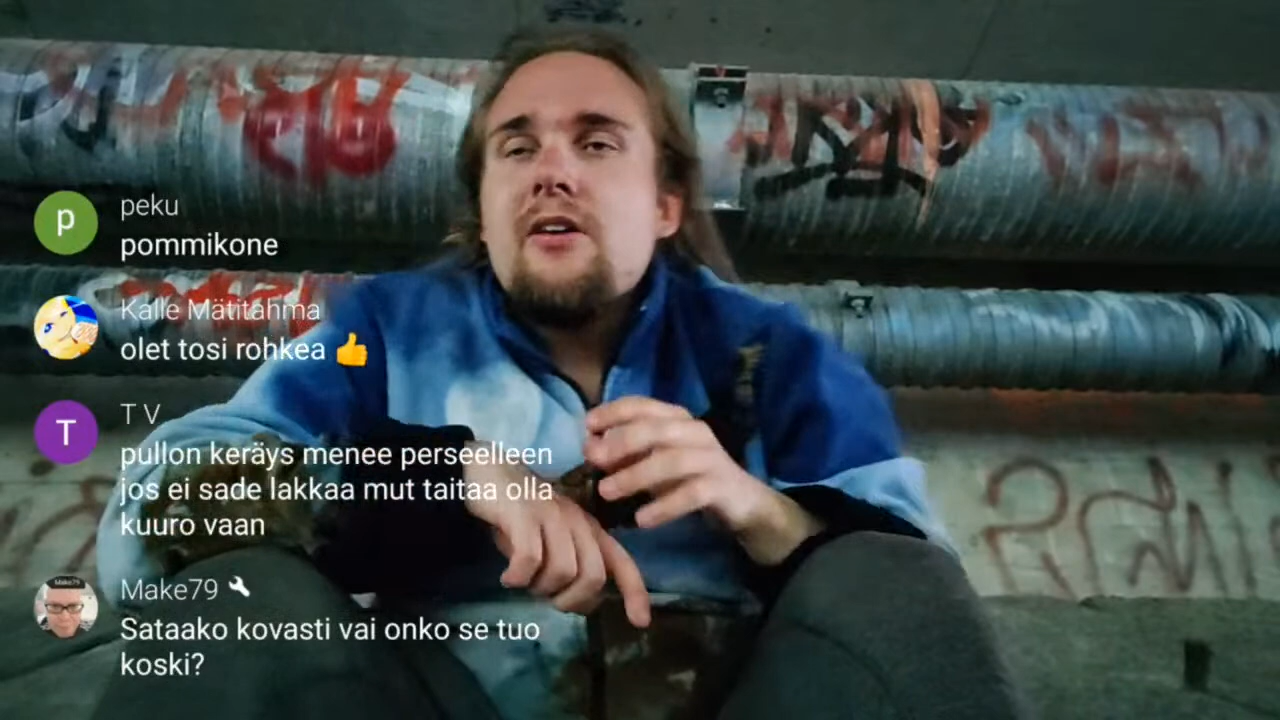 peku
pommikone
Kalle Mätitahma
olet tosi rohkea 👍
T V
pullon keräys menee perseelleen
jos ei sade lakkaa mut taitaa olla
kuuro vaan
Make79
Sataako kovasti vai onko se tuo
koski?